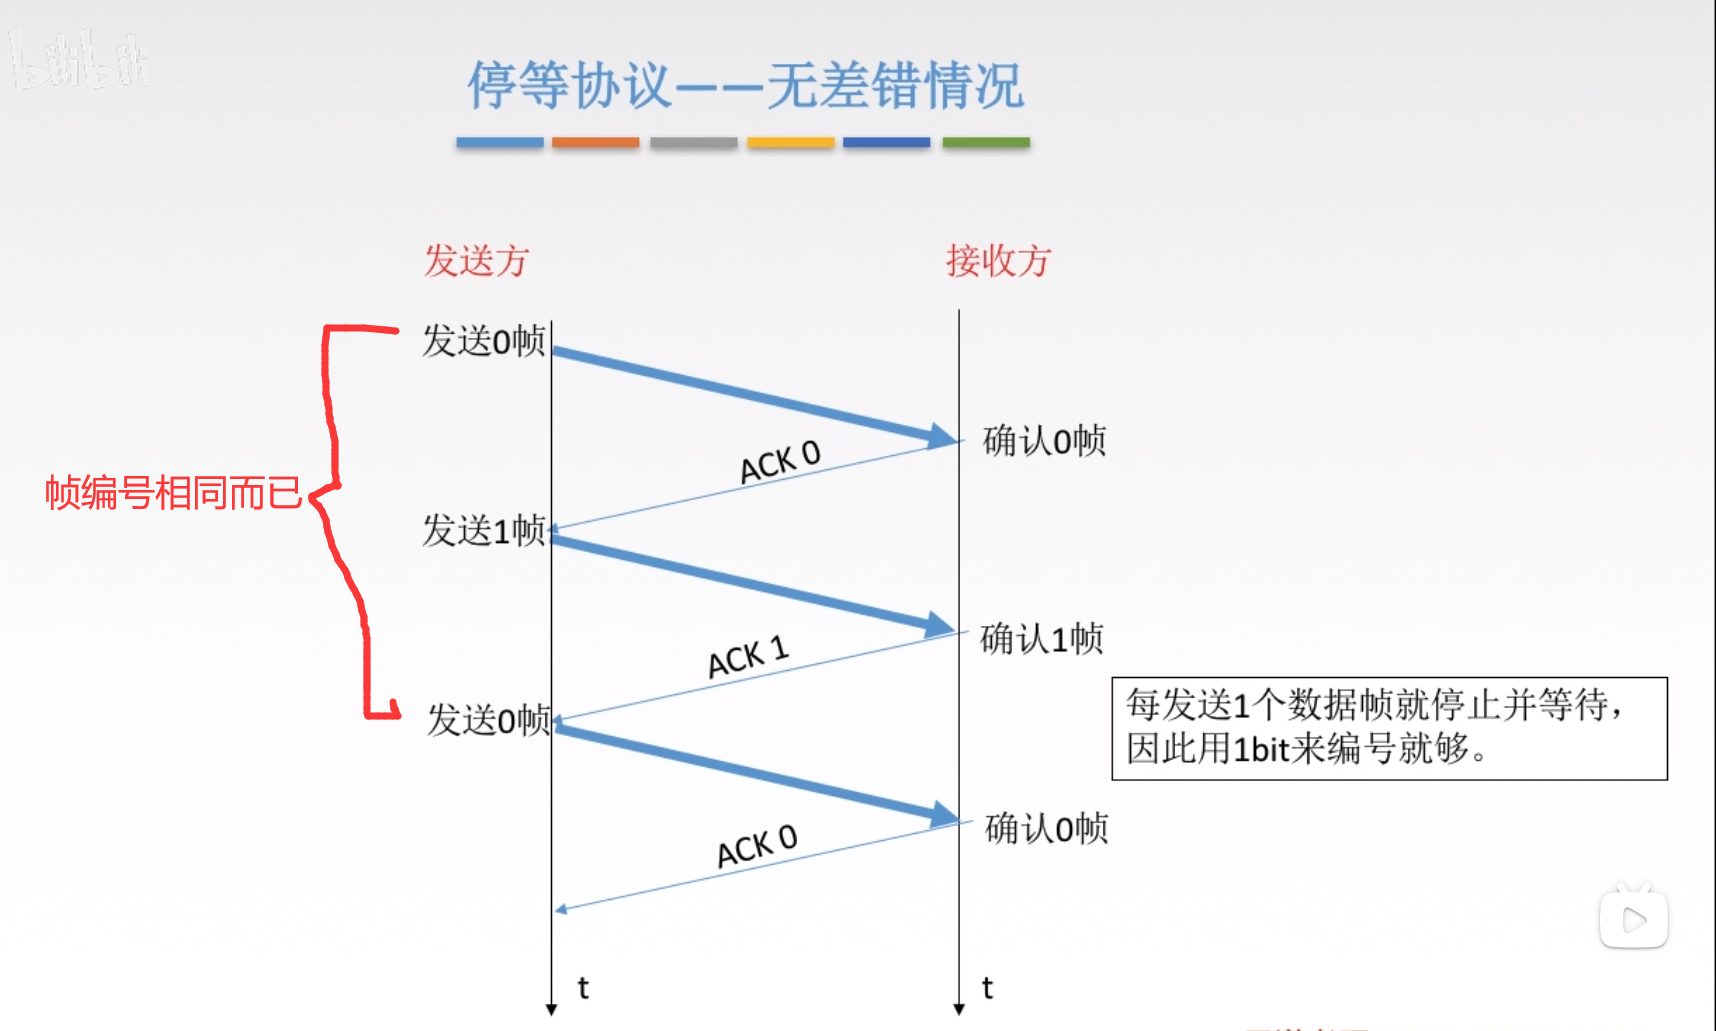 bilibili
停等协议——无差错情况
发送方
接收方
发送0帧
确认0帧
ACK 0
帧编号相同而已
发送1帧
确认1帧
ACK 1
每发送1个数据帧就停止并等待，
因此用1bit来编号就够。
发送0帧
确认0帧
ACK 0
t
t